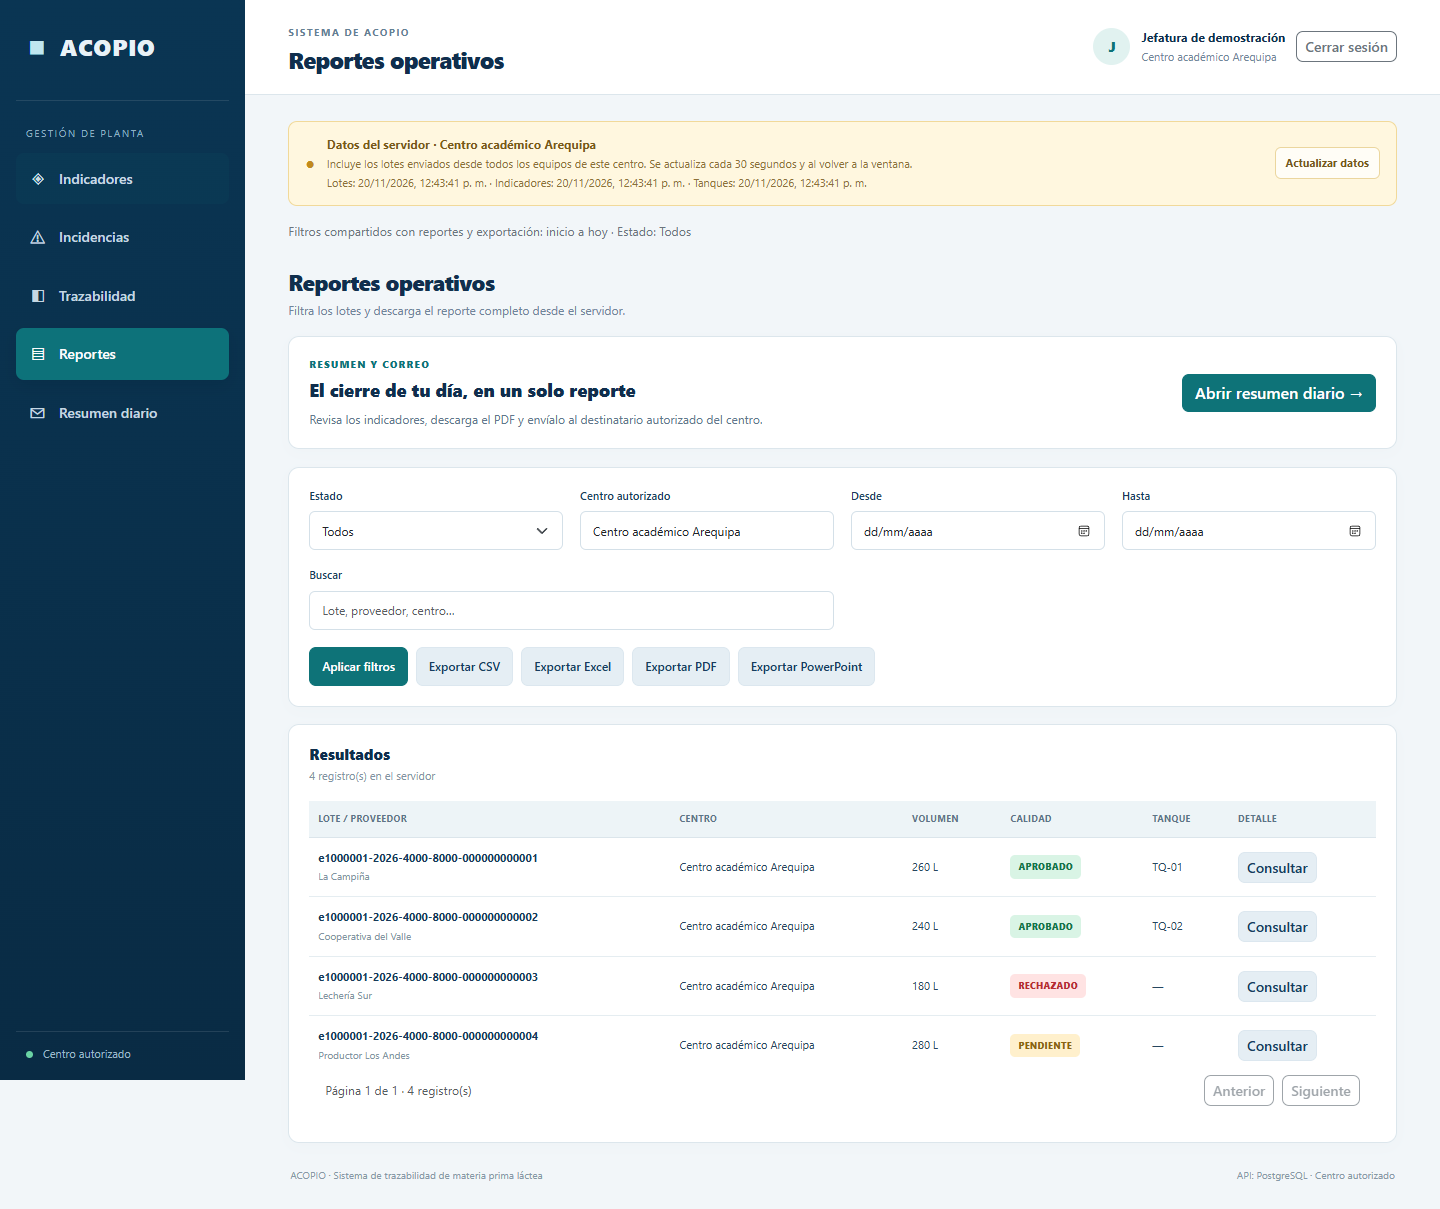 ACOPIO
GESTIÓN DE PLANTA
Indicadores
Incidencias
Trazabilidad
Reportes
Resumen diario
Centro autorizado
SISTEMA DE ACOPIO
Reportes operativos
J
Jefatura de demostración
Centro académico Arequipa
Cerrar sesión
Datos del servidor · Centro académico Arequipa
Incluye los lotes enviados desde todos los equipos de este centro. Se actualiza cada 30 segundos y al volver a la ventana.
Lotes: 20/11/2026, 12:43:41 p. m. · Indicadores: 20/11/2026, 12:43:41 p. m. · Tanques: 20/11/2026, 12:43:41 p. m.
Actualizar datos
Filtros compartidos con reportes y exportación: inicio a hoy · Estado: Todos
Reportes operativos
Filtra los lotes y descarga el reporte completo desde el servidor.
RESUMEN Y CORREO
El cierre de tu día, en un solo reporte
Revisa los indicadores, descarga el PDF y envíalo al destinatario autorizado del centro.
Abrir resumen diario →
Estado Centro autorizado Desde Hasta
Todos Centro académico Arequipa dd/mm/aaaa dd/mm/aaaa
Buscar
Lote, proveedor, centro...
Aplicar filtros Exportar CSV Exportar Excel Exportar PDF Exportar PowerPoint
Resultados
4 registro(s) en el servidor
LOTE / PROVEEDOR CENTRO VOLUMEN CALIDAD TANQUE DETALLE
e1000001-2026-4000-8000-000000000001
La Campiña
Centro académico Arequipa 260 L APROBADO TQ-01 Consultar
e1000001-2026-4000-8000-000000000002
Cooperativa del Valle
Centro académico Arequipa 240 L APROBADO TQ-02 Consultar
e1000001-2026-4000-8000-000000000003
Lechería Sur
Centro académico Arequipa 180 L RECHAZADO — Consultar
e1000001-2026-4000-8000-000000000004
Productor Los Andes
Centro académico Arequipa 280 L PENDIENTE — Consultar
Página 1 de 1 · 4 registro(s)
Anterior Siguiente
ACOPIO · Sistema de trazabilidad de materia prima láctea
API: PostgreSQL · Centro autorizado